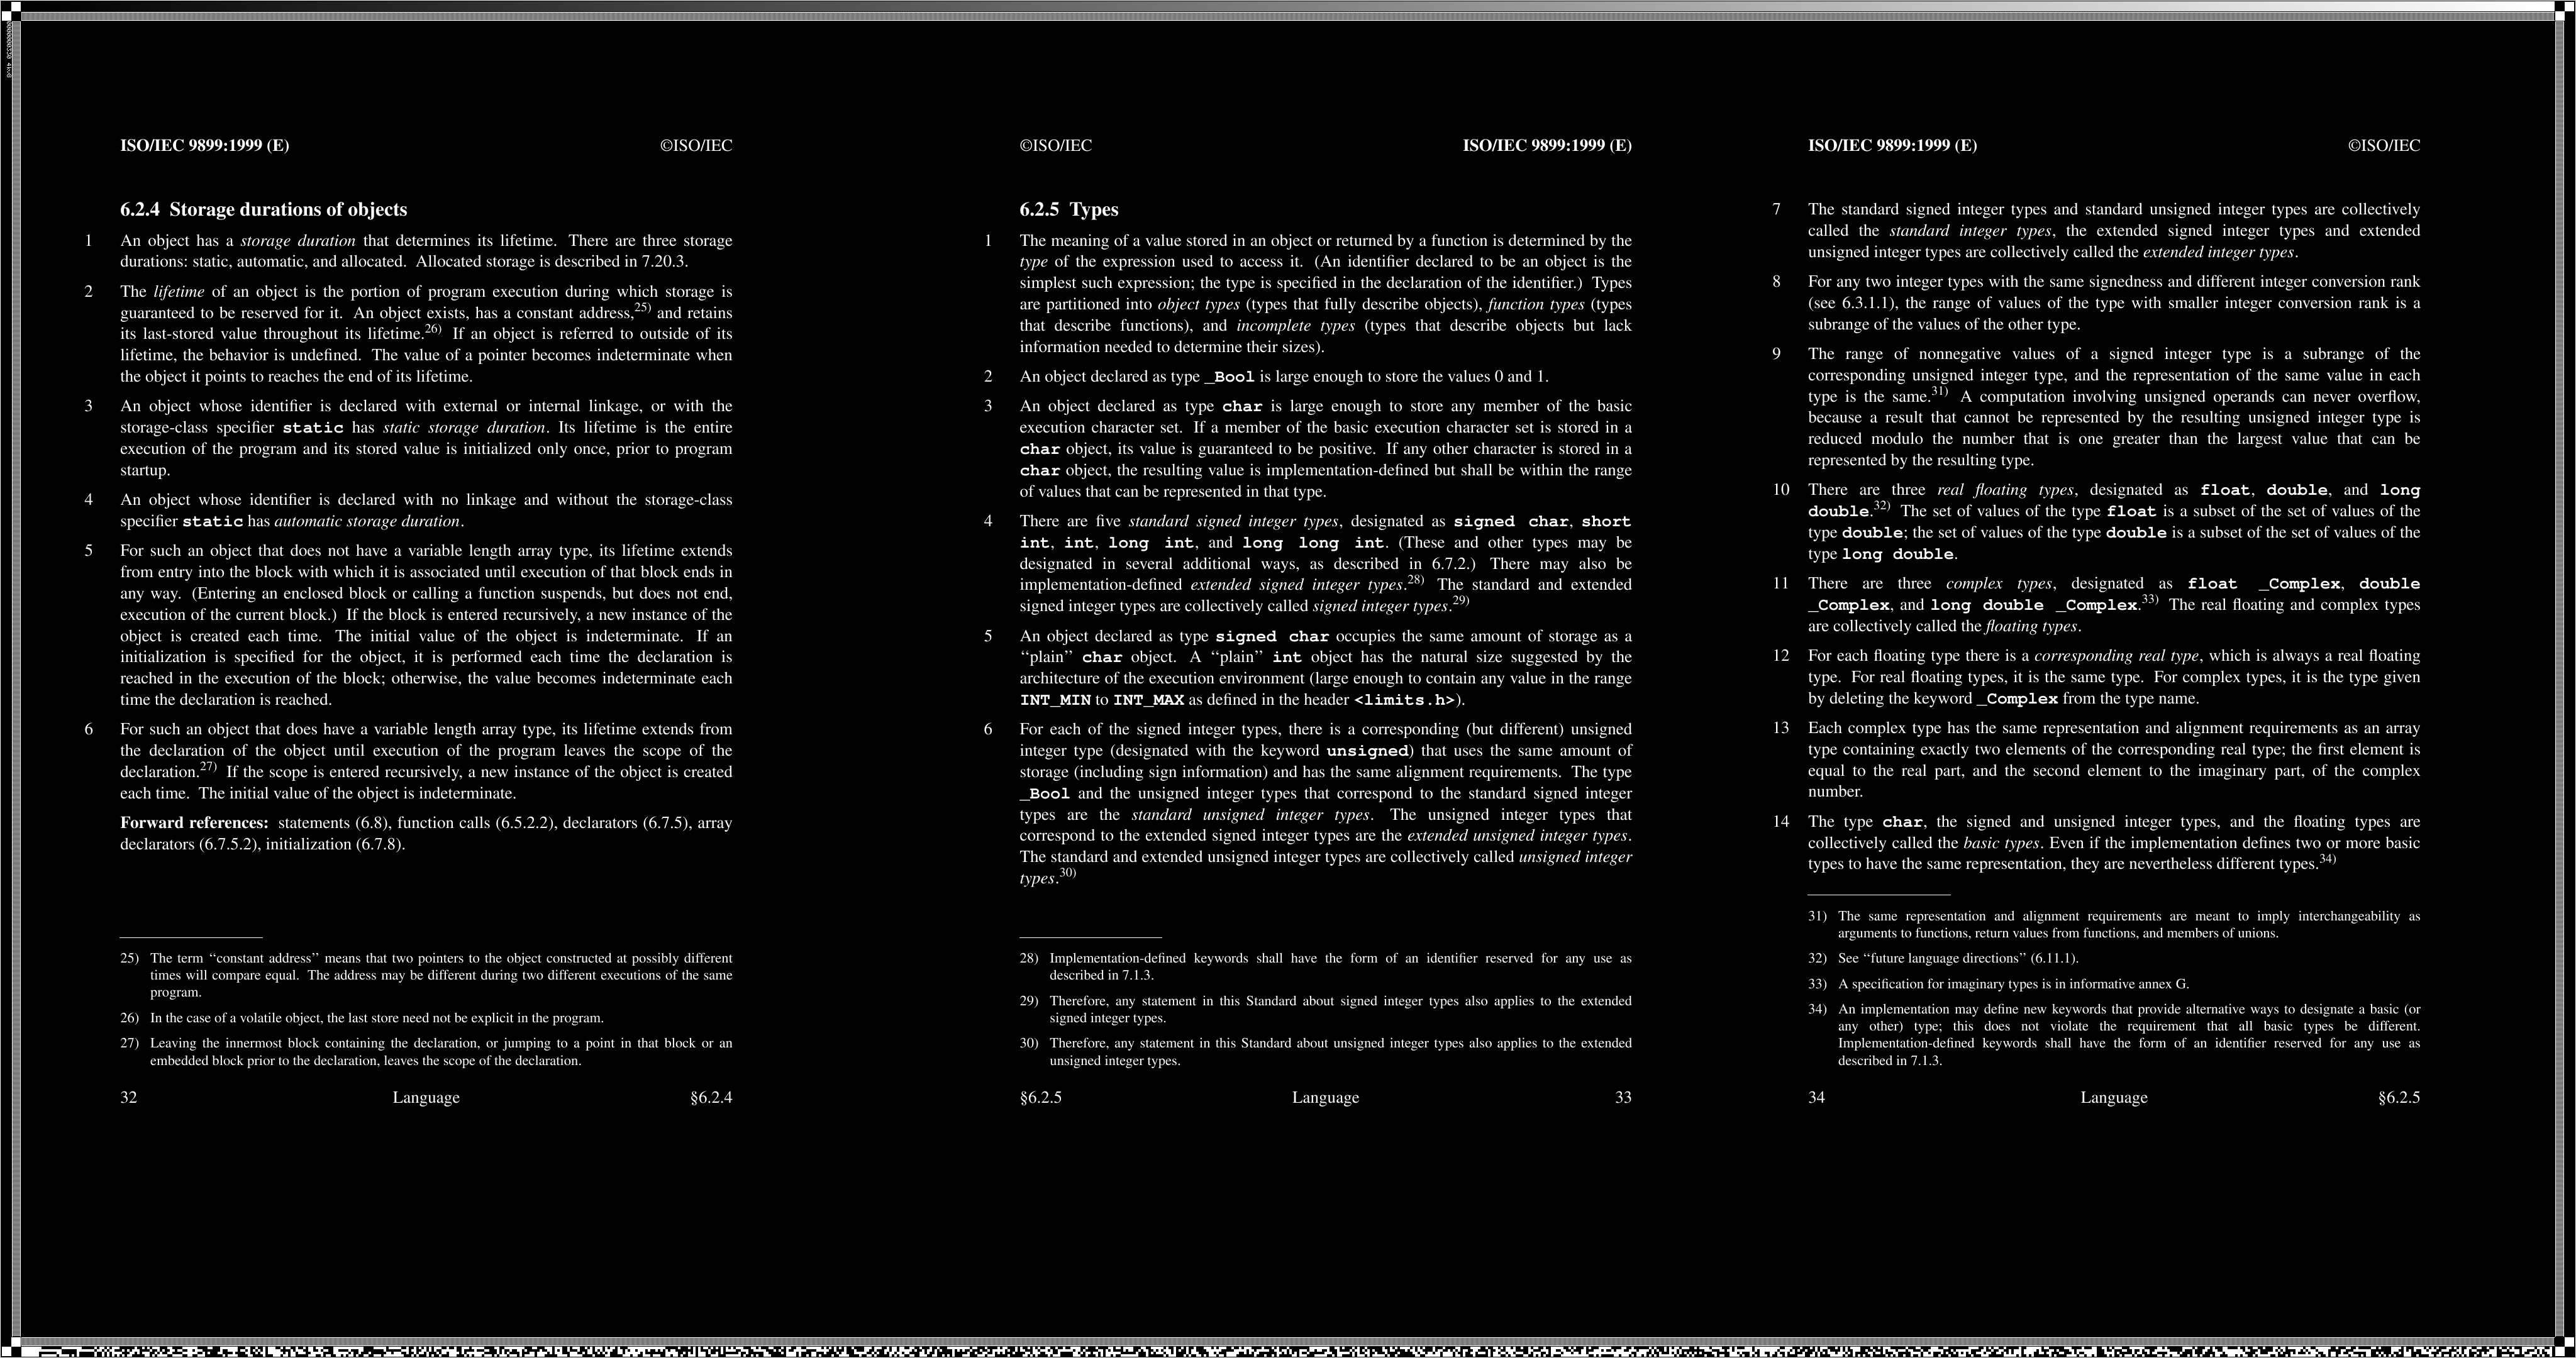 ISO/IEC 9899:1999 (E) ©ISO/IEC
6.2.4 Storage durations of objects
1 An object has a storage duration that determines its lifetime. There are three storage
durations: static, automatic, and allocated. Allocated storage is described in 7.20.3.
2 The lifetime of an object is the portion of program execution during which storage is
guaranteed to be reserved for it. An object exists, has a constant address,25) and retains
its last-stored value throughout its lifetime.26) If an object is referred to outside of its
lifetime, the behavior is undefined. The value of a pointer becomes indeterminate when
the object it points to reaches the end of its lifetime.
3 An object whose identifier is declared with external or internal linkage, or with the
storage-class specifier static has static storage duration. Its lifetime is the entire
execution of the program and its stored value is initialized only once, prior to program
startup.
4 An object whose identifier is declared with no linkage and without the storage-class
specifier static has automatic storage duration.
5 For such an object that does not have a variable length array type, its lifetime extends
from entry into the block with which it is associated until execution of that block ends in
any way. (Entering an enclosed block or calling a function suspends, but does not end,
execution of the current block.) If the block is entered recursively, a new instance of the
object is created each time. The initial value of the object is indeterminate. If an
initialization is specified for the object, it is performed each time the declaration is
reached in the execution of the block; otherwise, the value becomes indeterminate each
time the declaration is reached.
6 For such an object that does have a variable length array type, its lifetime extends from
the declaration of the object until execution of the program leaves the scope of the
declaration.27) If the scope is entered recursively, a new instance of the object is created
each time. The initial value of the object is indeterminate.
Forward references: statements (6.8), function calls (6.5.2.2), declarators (6.7.5), array
declarators (6.7.5.2), initialization (6.7.8).
25) The term ‘‘constant address’’ means that two pointers to the object constructed at possibly different
times will compare equal. The address may be different during two different executions of the same
program.
26) In the case of a volatile object, the last store need not be explicit in the program.
27) Leaving the innermost block containing the declaration, or jumping to a point in that block or an
embedded block prior to the declaration, leaves the scope of the declaration.
32 Language §6.2.4
©ISO/IEC ISO/IEC 9899:1999 (E)
6.2.5 Types
1 The meaning of a value stored in an object or returned by a function is determined by the
type of the expression used to access it. (An identifier declared to be an object is the
simplest such expression; the type is specified in the declaration of the identifier.) Types
are partitioned into object types (types that fully describe objects), function types (types
that describe functions), and incomplete types (types that describe objects but lack
information needed to determine their sizes).
2 An object declared as type _Bool is large enough to store the values 0 and 1.
3 An object declared as type char is large enough to store any member of the basic
execution character set. If a member of the basic execution character set is stored in a
char object, its value is guaranteed to be positive. If any other character is stored in a
char object, the resulting value is implementation-defined but shall be within the range
of values that can be represented in that type.
4 There are five standard signed integer types, designated as signed char, short
int, int, long int, and long long int. (These and other types may be
designated in several additional ways, as described in 6.7.2.) There may also be
implementation-defined extended signed integer types.28) The standard and extended
signed integer types are collectively called signed integer types.29)
5 An object declared as type signed char occupies the same amount of storage as a
‘‘plain’’ char object. A ‘‘plain’’ int object has the natural size suggested by the
architecture of the execution environment (large enough to contain any value in the range
INT_MIN to INT_MAX as defined in the header <limits.h>).
6 For each of the signed integer types, there is a corresponding (but different) unsigned
integer type (designated with the keyword unsigned) that uses the same amount of
storage (including sign information) and has the same alignment requirements. The type
_Bool and the unsigned integer types that correspond to the standard signed integer
types are the standard unsigned integer types. The unsigned integer types that
correspond to the extended signed integer types are the extended unsigned integer types.
The standard and extended unsigned integer types are collectively called unsigned integer
types.30)
28) Implementation-defined keywords shall have the form of an identifier reserved for any use as
described in 7.1.3.
29) Therefore, any statement in this Standard about signed integer types also applies to the extended
signed integer types.
30) Therefore, any statement in this Standard about unsigned integer types also applies to the extended
unsigned integer types.
§6.2.5 Language 33
ISO/IEC 9899:1999 (E) ©ISO/IEC
7 The standard signed integer types and standard unsigned integer types are collectively
called the standard integer types, the extended signed integer types and extended
unsigned integer types are collectively called the extended integer types.
8 For any two integer types with the same signedness and different integer conversion rank
(see 6.3.1.1), the range of values of the type with smaller integer conversion rank is a
subrange of the values of the other type.
9 The range of nonnegative values of a signed integer type is a subrange of the
corresponding unsigned integer type, and the representation of the same value in each
type is the same.31) A computation involving unsigned operands can never overflow,
because a result that cannot be represented by the resulting unsigned integer type is
reduced modulo the number that is one greater than the largest value that can be
represented by the resulting type.
10 There are three real floating types, designated as float, double, and long
double.32) The set of values of the type float is a subset of the set of values of the
type double; the set of values of the type double is a subset of the set of values of the
type long double.
11 There are three complex types, designated as float _Complex, double
_Complex, and long double _Complex.33) The real floating and complex types
are collectively called the floating types.
12 For each floating type there is a corresponding real type, which is always a real floating
type. For real floating types, it is the same type. For complex types, it is the type given
by deleting the keyword _Complex from the type name.
13 Each complex type has the same representation and alignment requirements as an array
type containing exactly two elements of the corresponding real type; the first element is
equal to the real part, and the second element to the imaginary part, of the complex
number.
14 The type char, the signed and unsigned integer types, and the floating types are
collectively called the basic types. Even if the implementation defines two or more basic
types to have the same representation, they are nevertheless different types.34)
31) The same representation and alignment requirements are meant to imply interchangeability as
arguments to functions, return values from functions, and members of unions.
32) See ‘‘future language directions’’ (6.11.1).
33) A specification for imaginary types is in informative annex G.
34) An implementation may define new keywords that provide alternative ways to designate a basic (or
any other) type; this does not violate the requirement that all basic types be different.
Implementation-defined keywords shall have the form of an identifier reserved for any use as
described in 7.1.3.
34 Language §6.2.5